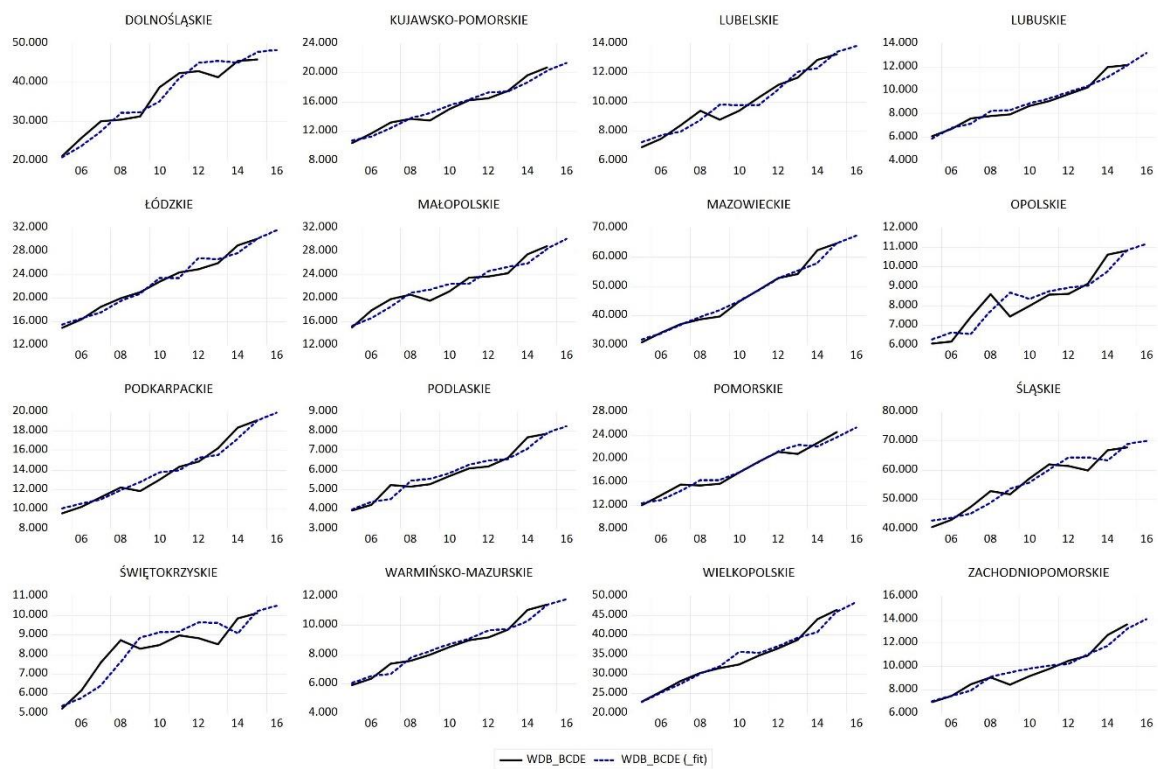 DOLNOŚLĄSKIE
50.000
40.000
30.000
20.000
06 08 10 12 14 16
KUJAWSKO-POMORSKIE
24.000
20.000
16.000
12.000
8.000
06 08 10 12 14 16
LUBELSKIE
14.000
12.000
10.000
8.000
6.000
06 08 10 12 14 16
LUBUSKIE
14.000
12.000
10.000
8.000
6.000
4.000
06 08 10 12 14 16
ŁÓDZKIE
32.000
28.000
24.000
20.000
16.000
12.000
06 08 10 12 14 16
MAŁOPOLSKIE
32.000
28.000
24.000
20.000
16.000
12.000
06 08 10 12 14 16
MAZOWIECKIE
70.000
60.000
50.000
40.000
30.000
06 08 10 12 14 16
OPOLSKIE
12.000
11.000
10.000
9.000
8.000
7.000
6.000
06 08 10 12 14 16
PODKARPACKIE
20.000
18.000
16.000
14.000
12.000
10.000
8.000
06 08 10 12 14 16
PODLASKIE
9.000
8.000
7.000
6.000
5.000
4.000
3.000
06 08 10 12 14 16
POMORSKIE
28.000
24.000
20.000
16.000
12.000
8.000
06 08 10 12 14 16
ŚLĄSKIE
80.000
70.000
60.000
50.000
40.000
06 08 10 12 14 16
ŚWIĘTOKRZYSKIE
11.000
10.000
9.000
8.000
7.000
6.000
5.000
06 08 10 12 14 16
WARMIŃSKO-MAZURSKIE
12.000
10.000
8.000
6.000
4.000
06 08 10 12 14 16
WIELKOPOLSKIE
50.000
45.000
40.000
35.000
30.000
25.000
20.000
06 08 10 12 14 16
ZACHODNIOPOMORSKIE
16.000
14.000
12.000
10.000
8.000
6.000
06 08 10 12 14 16
WDB_BCDE WDB_BCDE (_fit)